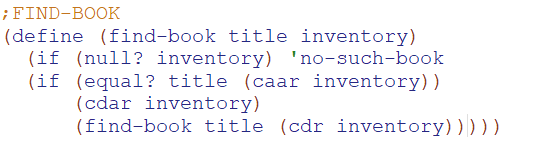 ;FIND-BOOK
(define (find-book title inventory)
  (if (null? inventory) 'no-such-book
  (if (equal? title (caar inventory))
      (cdar inventory)
      (find-book title (cdr inventory)))))